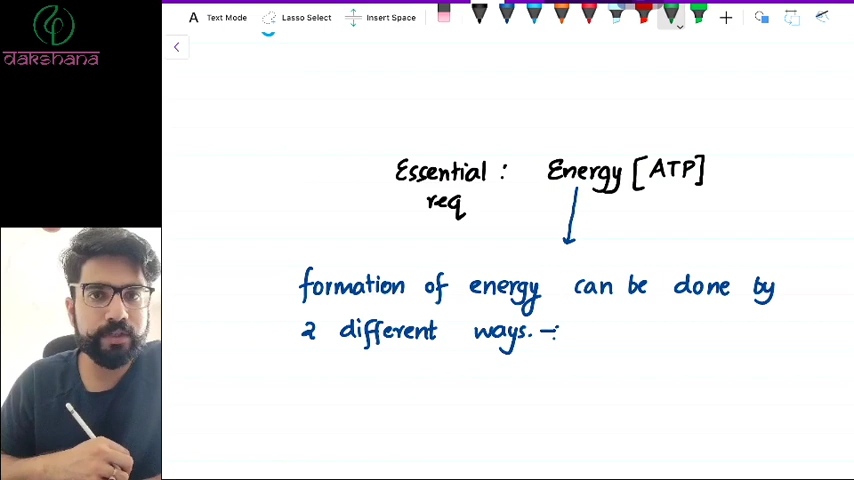 dakshana
Text Mode
Lasso Select
Insert Space
Essential : Energy [ATP]
req
formation of energy can be done by
2 different ways. ÷